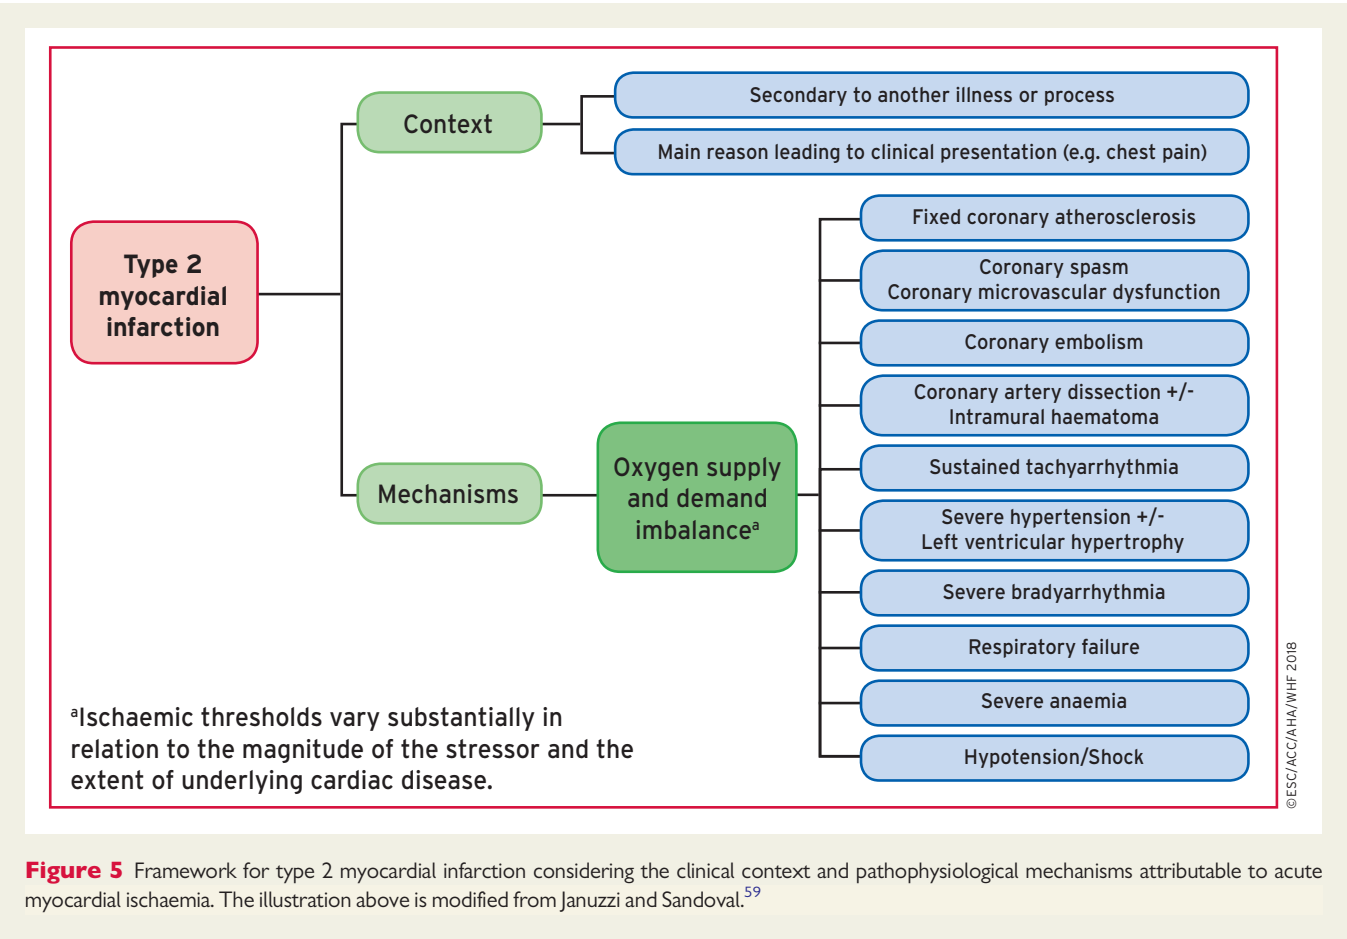 Secondary to another illness or process
Context
Main reason leading to clinical presentation (e.g. chest pain)
Type 2
myocardial
infarction
Fixed coronary atherosclerosis
Coronary spasm
Coronary microvascular dysfunction
Coronary embolism
Coronary artery dissection +/-
Intramural haematoma
Mechanisms
Oxygen supply
and demand
imbalanceᵃ
Sustained tachyarrhythmia
Severe hypertension +/-
Left ventricular hypertrophy
Severe bradyarrhythmia
Respiratory failure
Severe anaemia
Hypotension/Shock
ᵃIschaemic thresholds vary substantially in
relation to the magnitude of the stressor and the
extent of underlying cardiac disease.
©ESC/ACC/AHA/WHF 2018
Figure 5 Framework for type 2 myocardial infarction considering the clinical context and pathophysiological mechanisms attributable to acute
myocardial ischaemia. The illustration above is modified from Januzzi and Sandoval.⁵⁹